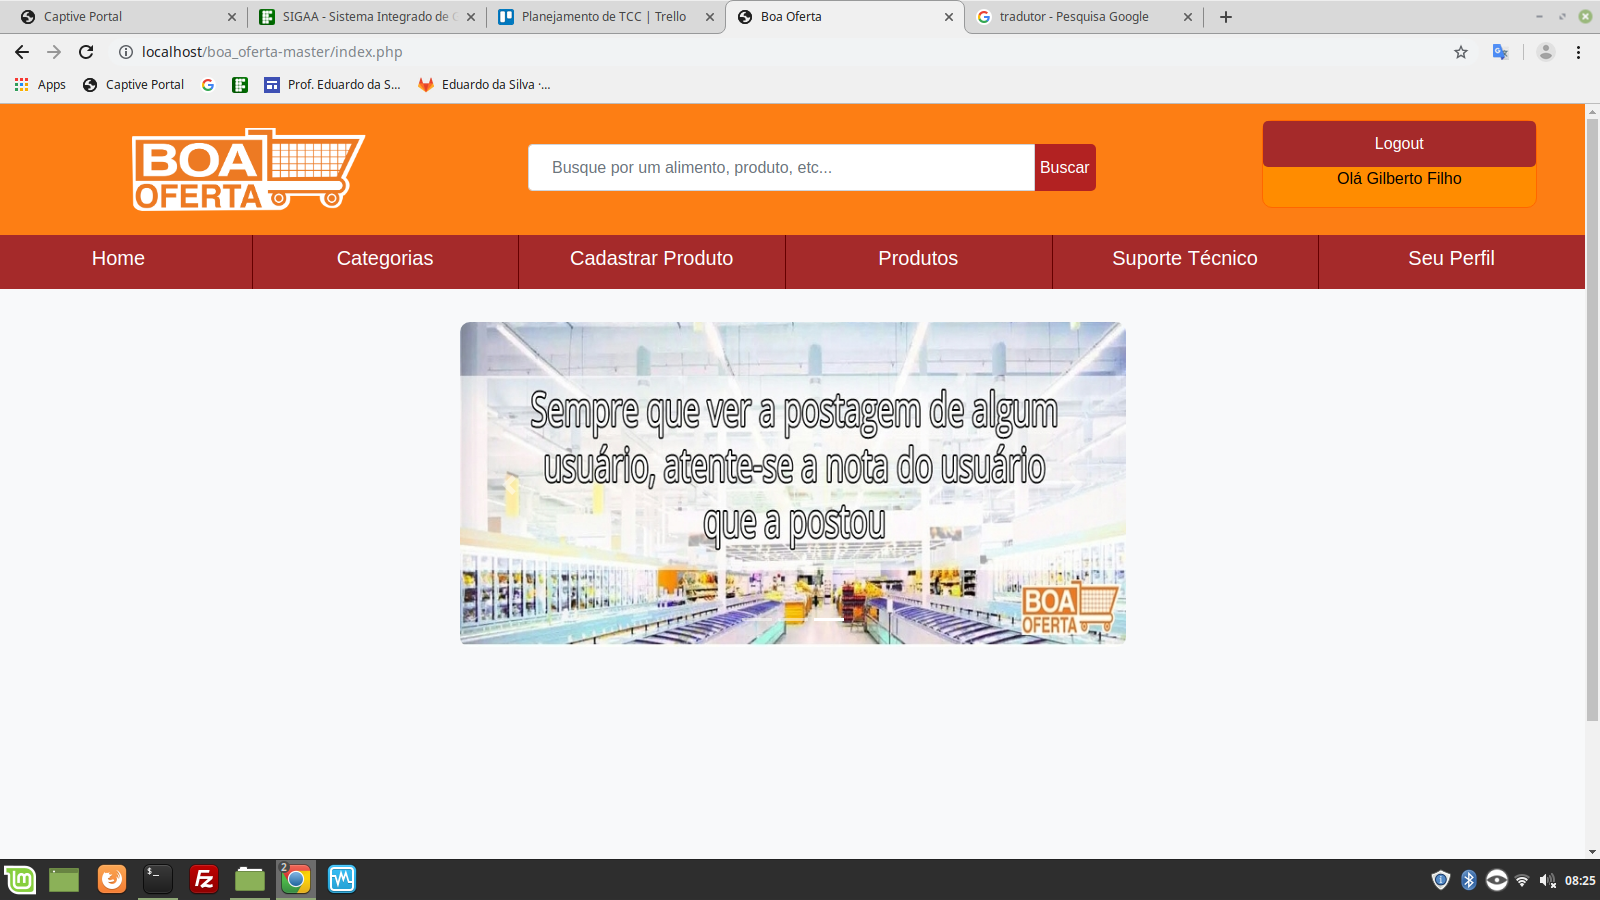 Captive Portal
SIGAA - Sistema Integrado de
Planejamento de TCC | Trello
Boa Oferta
tradutor - Pesquisa Google
localhost/boa_oferta-master/index.php
Apps
Captive Portal
Prof. Eduardo da S...
Eduardo da Silva ·...
BOA
OFERTA
Busque por um alimento, produto, etc...
Buscar
Logout
Olá Gilberto Filho
Home
Categorias
Cadastrar Produto
Produtos
Suporte Técnico
Seu Perfil
Sempre que ver a postagem de algum
usuário, atente-se a nota do usuário
que a postou
BOA
OFERTA
2
08:25